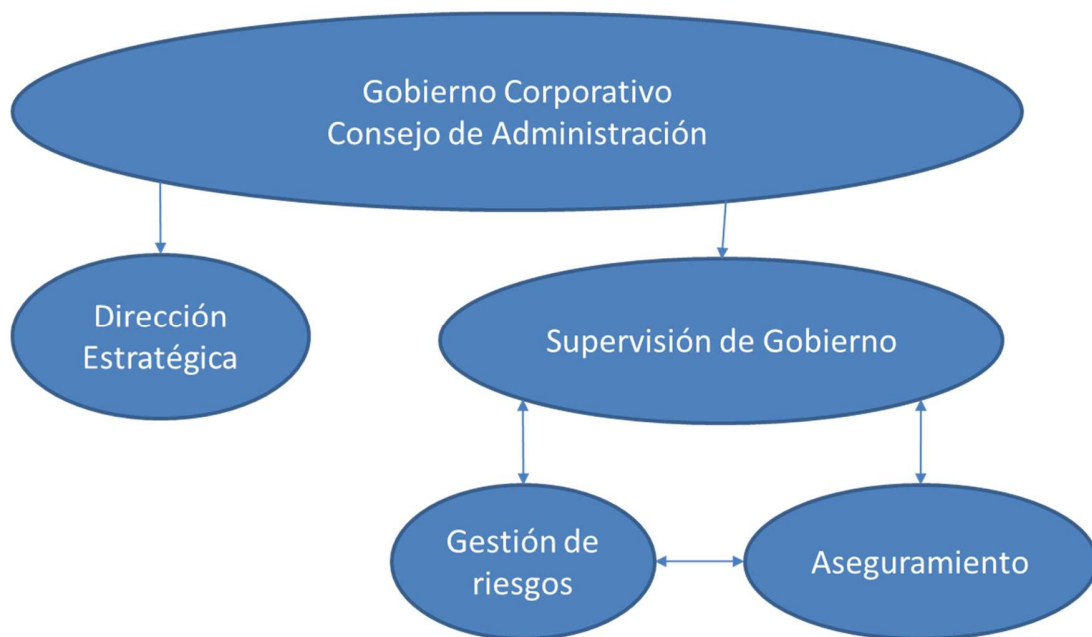 Gobierno Corporativo
Consejo de Administración
Dirección
Estratégica
Supervisión de Gobierno
Gestión de
riesgos
Aseguramiento